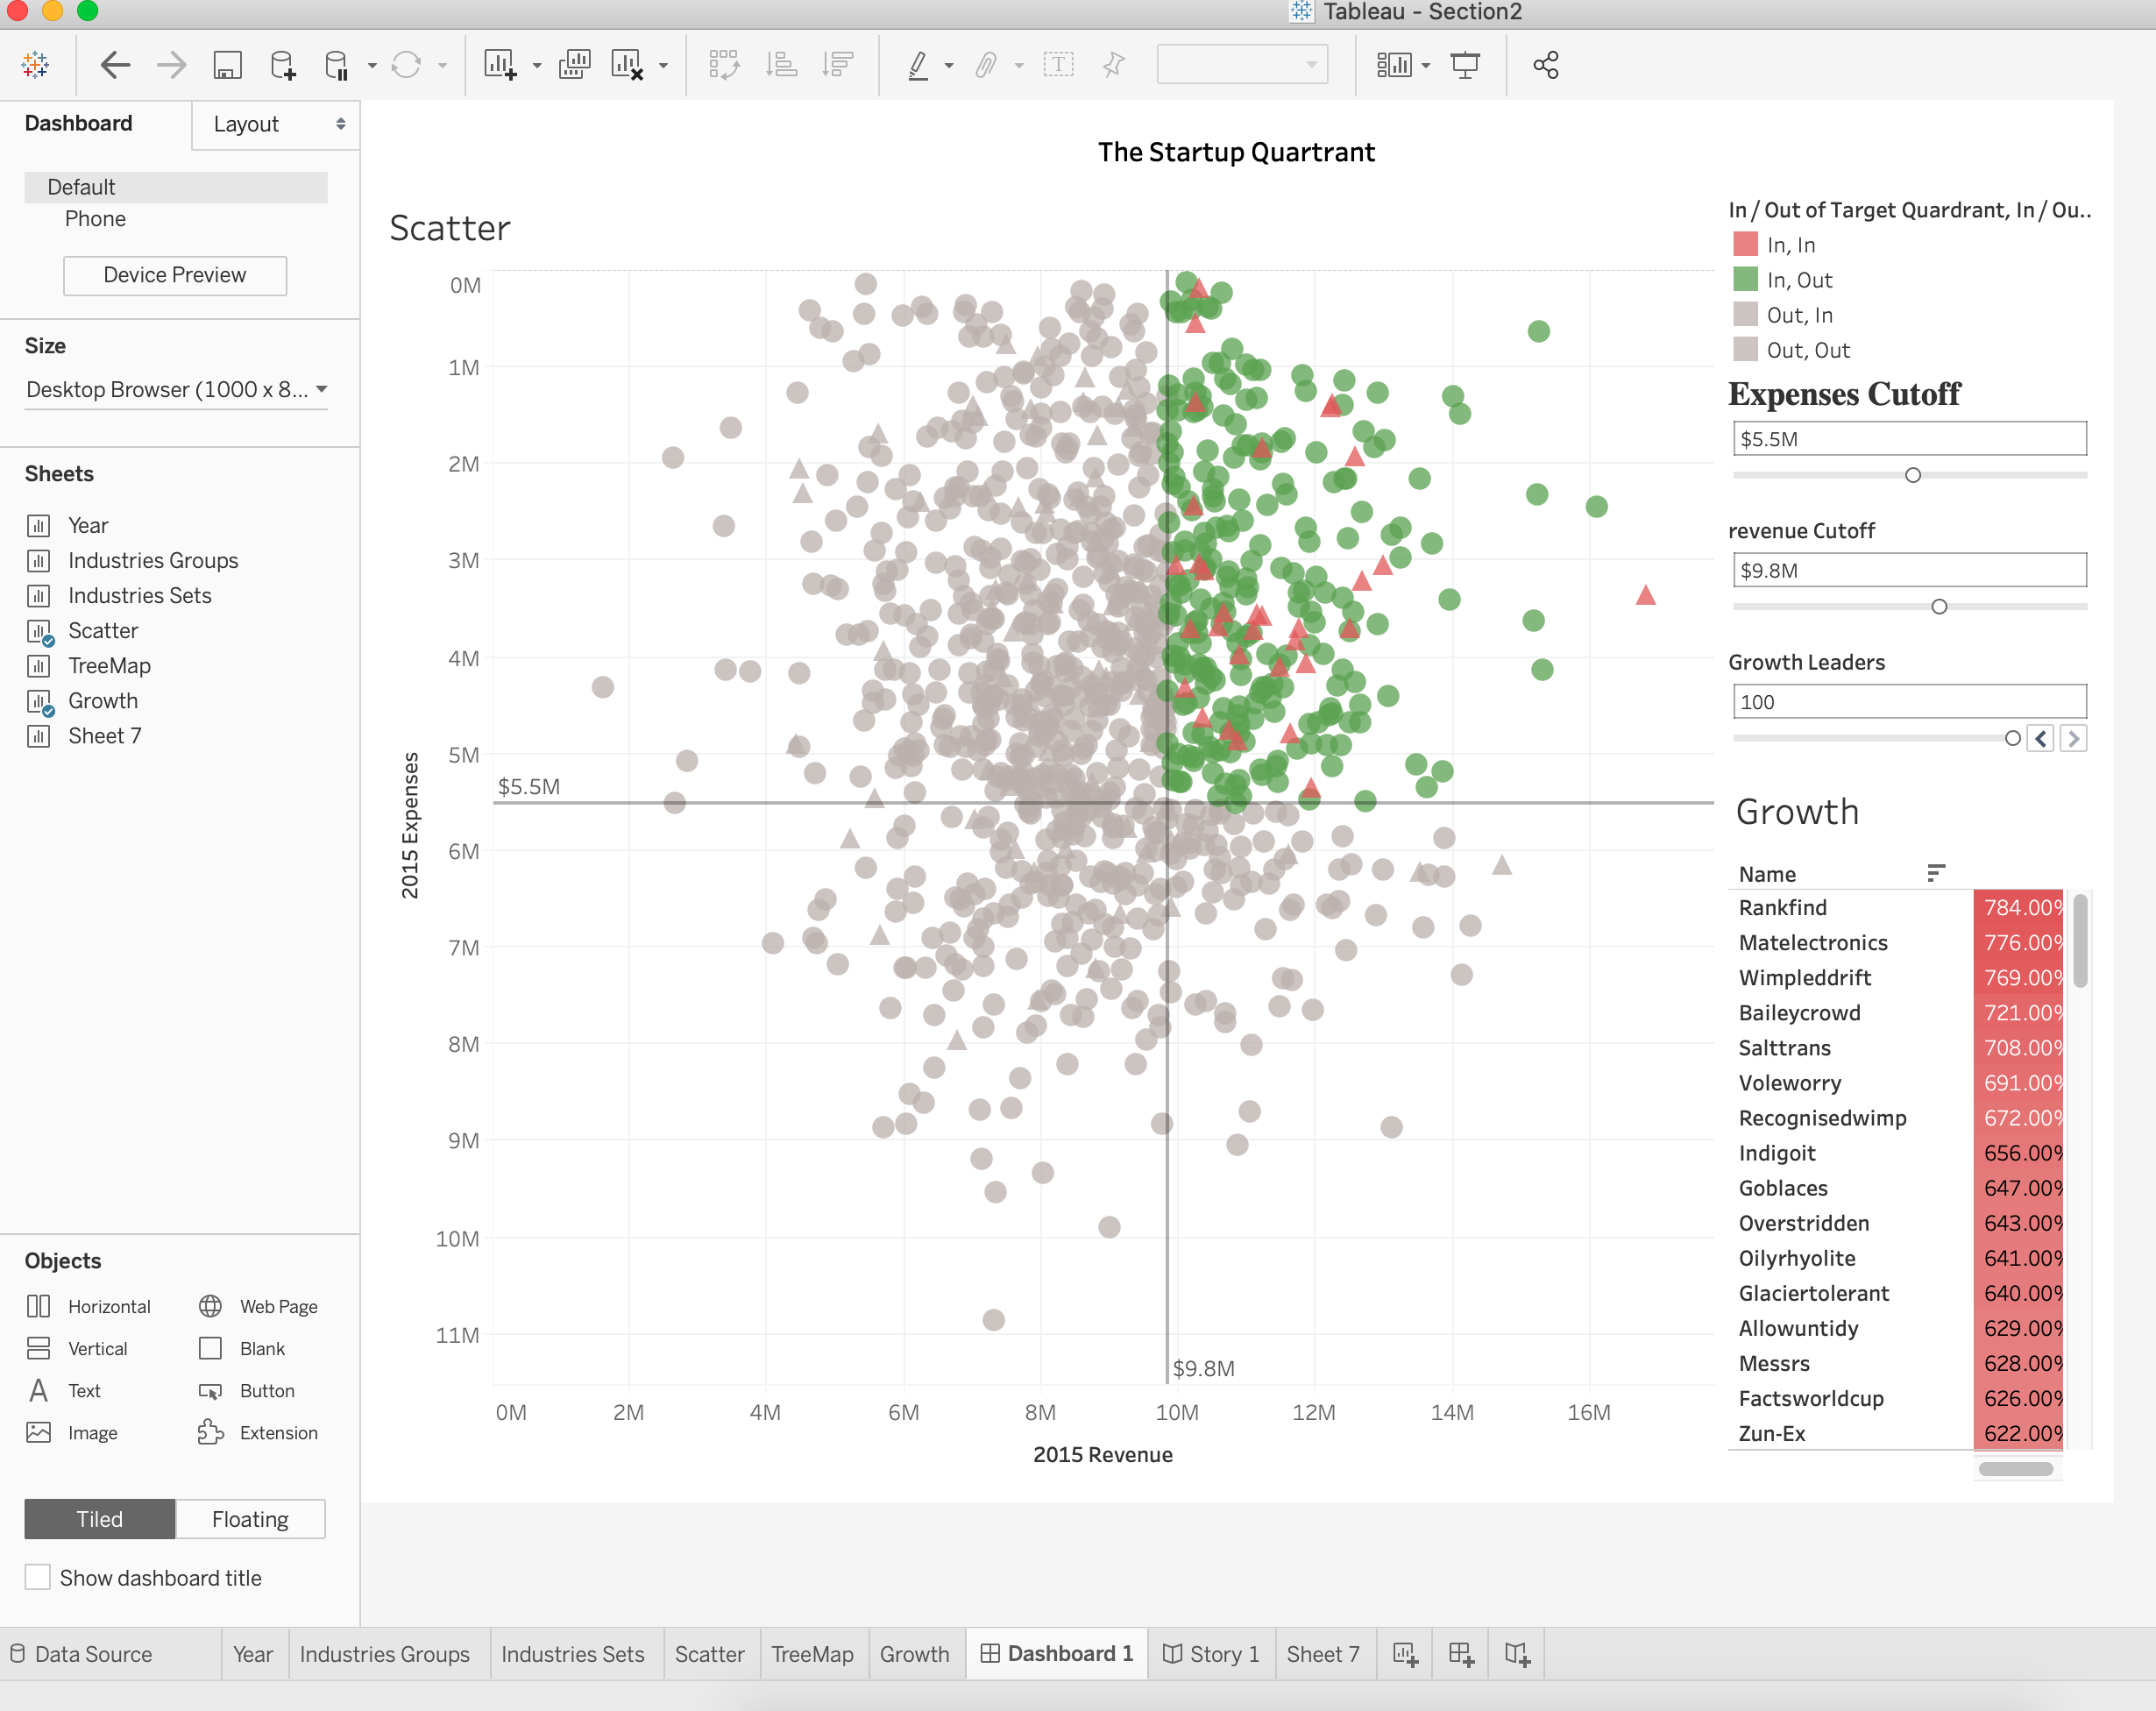 Tableau - Section2
Dashboard
Layout
Default
Phone
Device Preview
Size
Desktop Browser (1000 x 8...
Sheets
Year
Industries Groups
Industries Sets
Scatter
TreeMap
Growth
Sheet 7
Objects
Horizontal
Web Page
Vertical
Blank
Text
Button
Image
Extension
Tiled
Floating
Show dashboard title
The Startup Quartrant
Scatter
0M
1M
2M
3M
4M
5M
6M
7M
8M
9M
10M
11M
2015 Expenses
$5.5M
$9.8M
0M
2M
4M
6M
8M
10M
12M
14M
16M
2015 Revenue
In / Out of Target Quardrant, In / Ou..
In, In
In, Out
Out, In
Out, Out
Expenses Cutoff
$5.5M
revenue Cutoff
$9.8M
Growth Leaders
100
Growth
Name
Rankfind 784.00%
Matelectronics 776.00%
Wimpleddrift 769.00%
Baileycrowd 721.00%
Salttrans 708.00%
Voleworry 691.00%
Recognisedwimp 672.00%
Indigoit 656.00%
Goblaces 647.00%
Overstridden 643.00%
Oilyrhyolite 641.00%
Glaciertolerant 640.00%
Allowuntidy 629.00%
Messrs 628.00%
Factsworldcup 626.00%
Zun-Ex 622.00%
Data Source
Year
Industries Groups
Industries Sets
Scatter
TreeMap
Growth
Dashboard 1
Story 1
Sheet 7